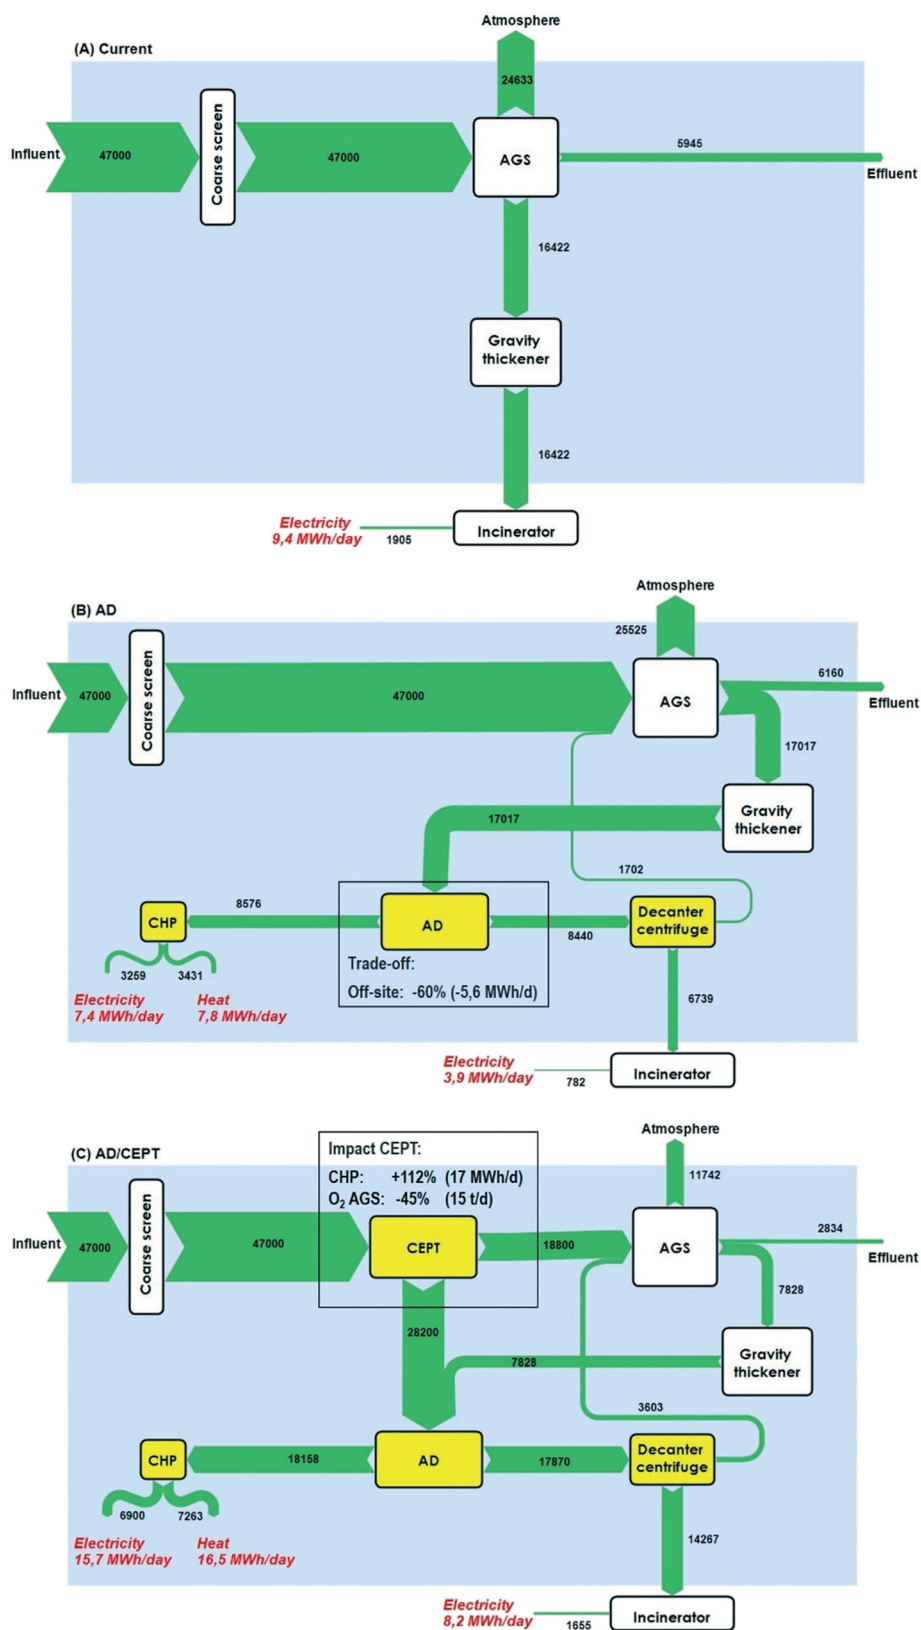 Atmosphere
(A) Current
24633
Influent
47000
Coarse screen
47000
AGS
5945
Effluent
16422
Gravity
thickener
16422
Electricity
9,4 MWh/day
1905
Incinerator
Atmosphere
(B) AD
25525
Influent
47000
Coarse screen
47000
AGS
6160
Effluent
17017
17017
Gravity
thickener
1702
8576
CHP
AD
8440
Decanter
centrifuge
3259
3431
Trade-off:
Off-site: -60% (-5,6 MWh/d)
Electricity
7,4 MWh/day
Heat
7,8 MWh/day
6739
Electricity
3,9 MWh/day
782
Incinerator
Atmosphere
(C) AD/CEPT
Impact CEPT:
CHP: +112% (17 MWh/d)
O₂ AGS: -45% (15 t/d)
11742
Influent
47000
Coarse screen
47000
CEPT
18800
AGS
2834
Effluent
7828
28200
7828
Gravity
thickener
3603
CHP
18158
AD
17870
Decanter
centrifuge
6900
7263
Electricity
15,7 MWh/day
Heat
16,5 MWh/day
14267
Electricity
8,2 MWh/day
1655
Incinerator